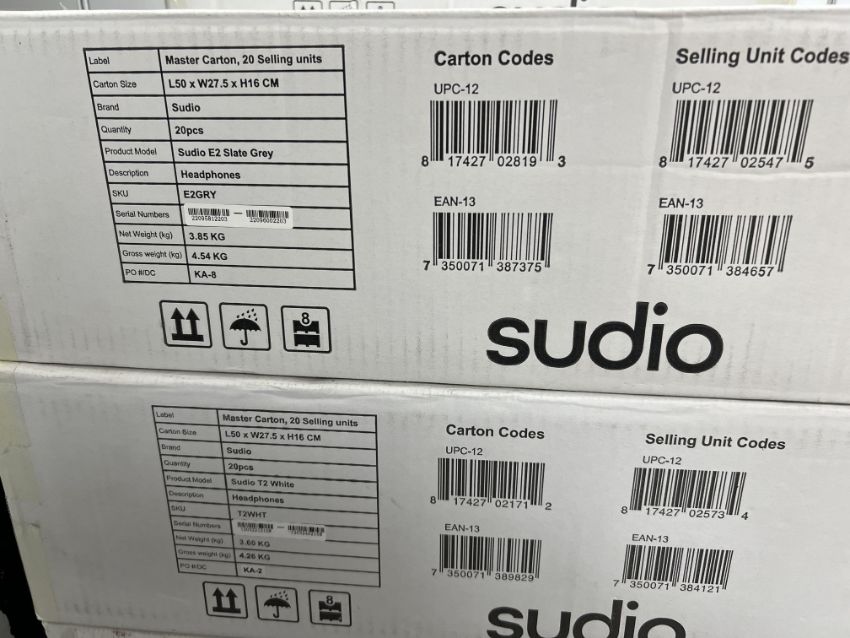 Label Master Carton, 20 Selling units
Carton Size L50 x W27.5 x H16 CM
Brand Sudio
Quantity 20pcs
Product Model Sudio E2 Slate Grey
Description Headphones
SKU E2GRY
Serial Numbers
Net Weight (kg) 3.85 KG
Gross weight (kg) 4.54 KG
PO #/DC KA-8
8
Carton Codes
UPC-12
8 17427 02819 3
EAN-13
7 350071 387375
Selling Unit Codes
UPC-12
8 17427 02547 5
EAN-13
7 350071 384657
sudio
Label Master Carton, 20 Selling units
Carton Size L50 x W27.5 x H16 CM
Brand Sudio
Quantity 20pcs
Product Model Sudio T2 White
Description Headphones
SKU T2WHT
Serial Numbers
Net Weight (kg) 3.60 KG
Gross weight (kg) 4.26 KG
PO #/DC KA-2
8
Carton Codes
UPC-12
8 17427 02171 2
EAN-13
7 350071 389829
Selling Unit Codes
UPC-12
8 17427 02573 4
EAN-13
7 350071 384121
sudio